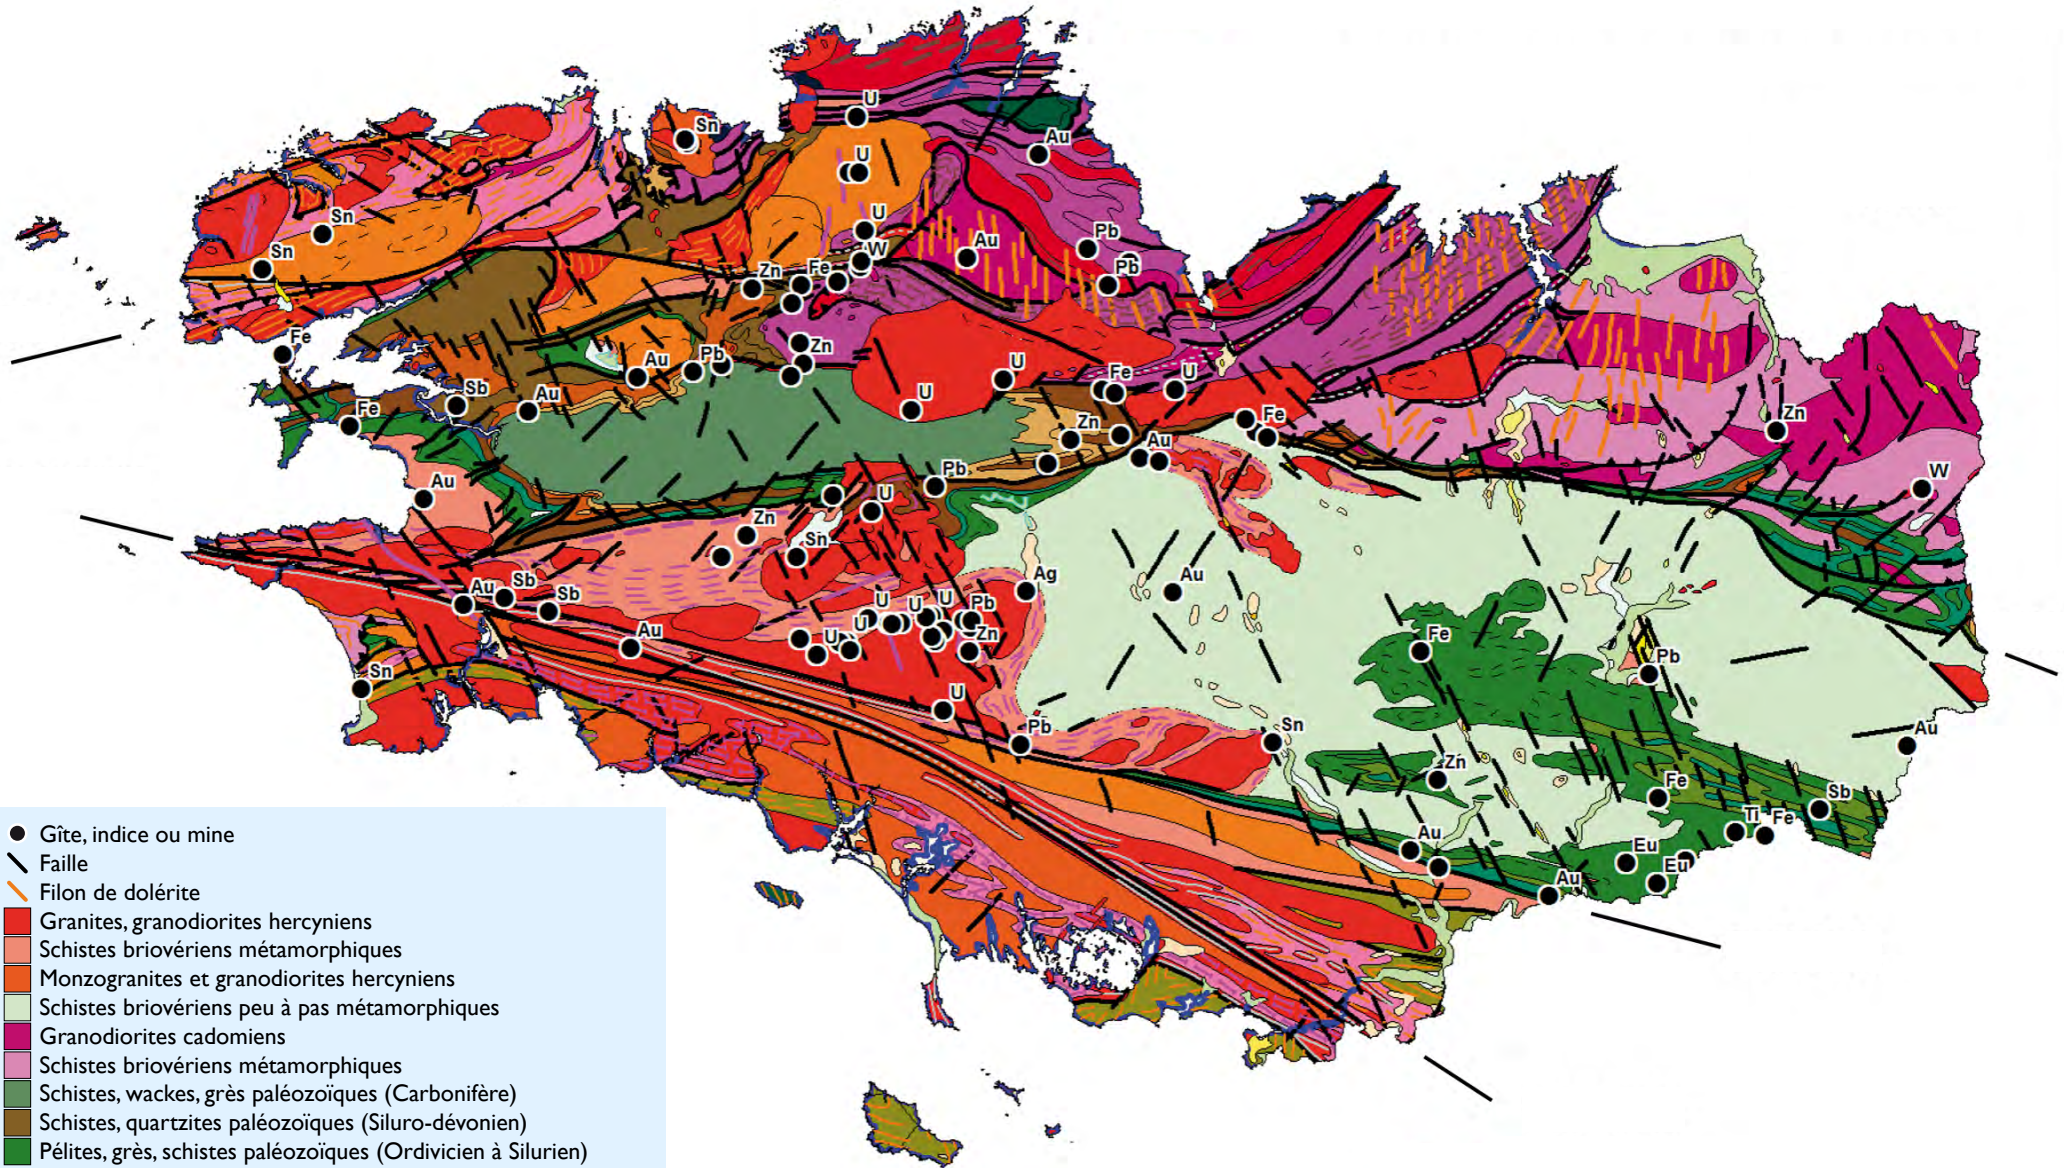 U
Sn
U
Au
Sn
U
Sn
Pb
Au
W
Zn
Fe
Pb
Fe
Zn
Au
Pb
U
Fe
U
Sb
Au
U
Fe
Fe
Zn
Zn
Au
Au
Pb
U
W
Zn
Sn
Au
Sb
Sb
Ag
Au
U
U
U
Pb
Au
U
Zn
Fe
Pb
Sn
U
Pb
Sn
Au
Zn
Fe
Sb
Ti
Fe
Au
Eu
Eu
Au
Gîte, indice ou mine
Faille
Filon de dolérite
Granites, granodiorites hercyniens
Schistes briovériens métamorphiques
Monzogranites et granodiorites hercyniens
Schistes briovériens peu à pas métamorphiques
Granodiorites cadomiens
Schistes briovériens métamorphiques
Schistes, wackes, grès paléozoïques (Carbonifère)
Schistes, quartzites paléozoïques (Siluro-dévonien)
Pélites, grès, schistes paléozoïques (Ordivicien à Silurien)